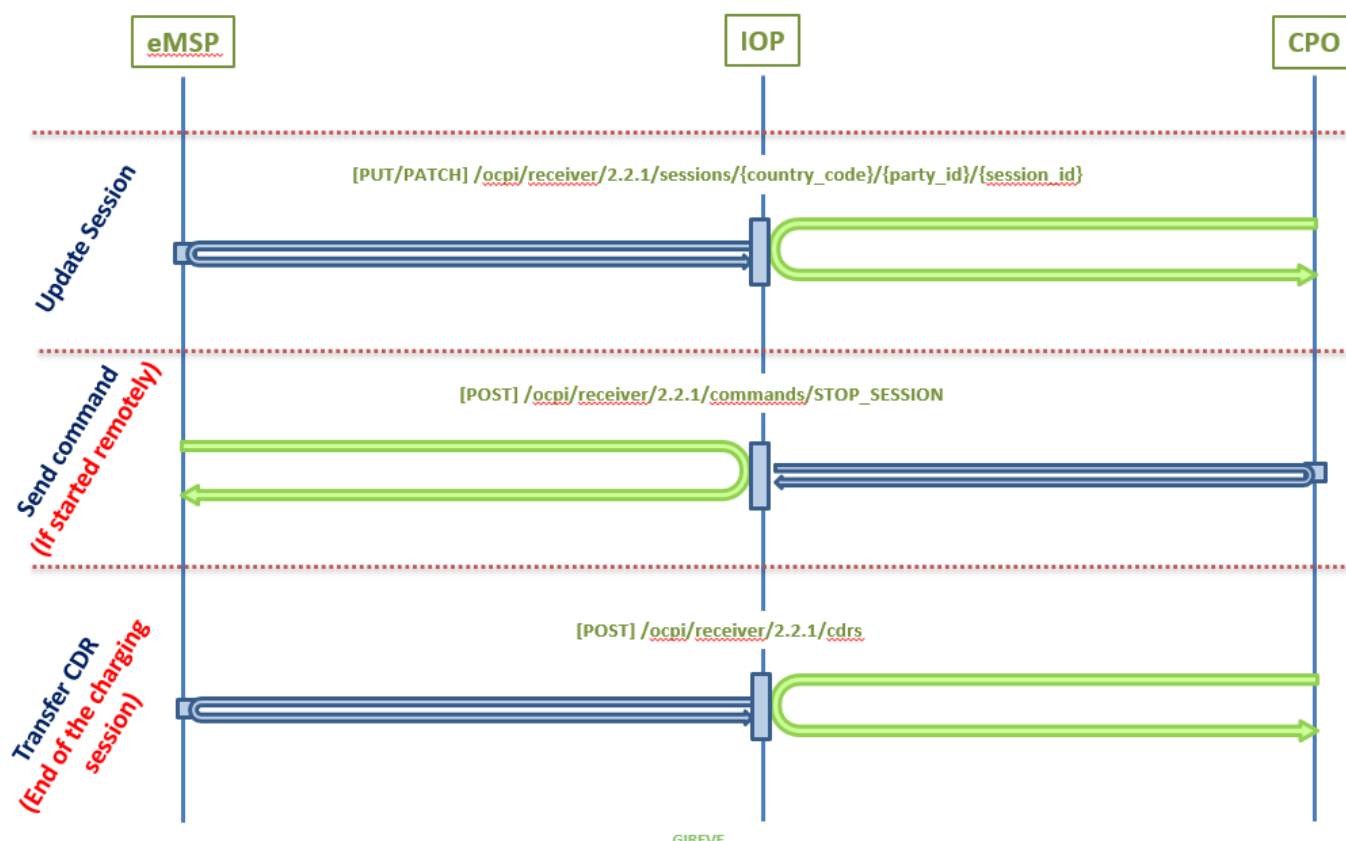 eMSP
IOP
CPO
Update Session
[PUT/PATCH] /ocpi/receiver/2.2.1/sessions/{country_code}/{party_id}/{session_id}
Send command
(If started remotely)
[POST] /ocpi/receiver/2.2.1/commands/STOP_SESSION
Transfer CDR
(End of the charging
session)
[POST] /ocpi/receiver/2.2.1/cdrs
GIREVE